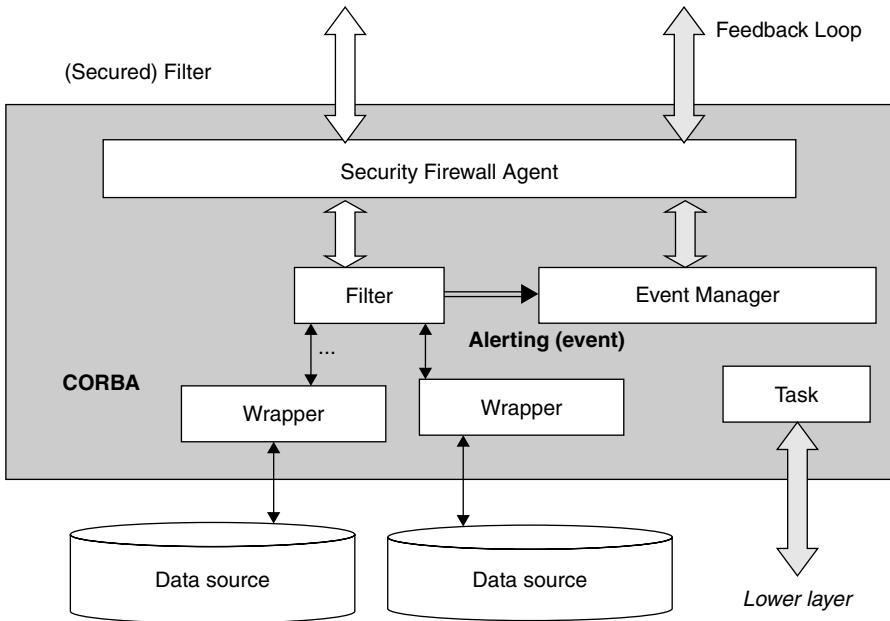 Feedback Loop
(Secured) Filter
Security Firewall Agent
Filter
Event Manager
...
Alerting (event)
CORBA
Wrapper
Wrapper
Task
Data source
Data source
Lower layer